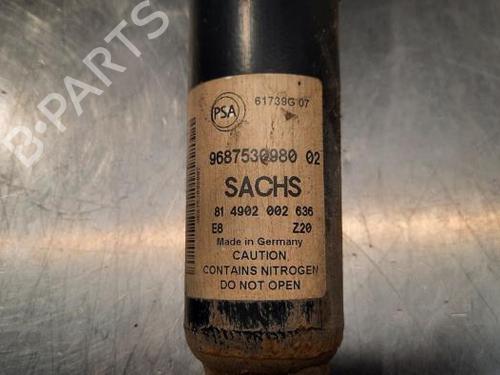 B-PARTS
PSA
61739G 07
9687530980 02
SACHS
81 4902 002 636
E8 Z20
Made in Germany
CAUTION
CONTAINS NITROGEN
DO NOT OPEN